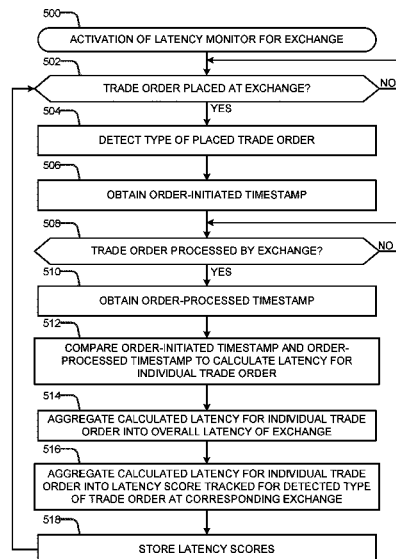 500
ACTIVATION OF LATENCY MONITOR FOR EXCHANGE
502
TRADE ORDER PLACED AT EXCHANGE?
NO
YES
504
DETECT TYPE OF PLACED TRADE ORDER
506
OBTAIN ORDER-INITIATED TIMESTAMP
508
TRADE ORDER PROCESSED BY EXCHANGE?
NO
YES
510
OBTAIN ORDER-PROCESSED TIMESTAMP
512
COMPARE ORDER-INITIATED TIMESTAMP AND ORDER-
PROCESSED TIMESTAMP TO CALCULATE LATENCY FOR
INDIVIDUAL TRADE ORDER
514
AGGREGATE CALCULATED LATENCY FOR INDIVIDUAL TRADE
ORDER INTO OVERALL LATENCY OF EXCHANGE
516
AGGREGATE CALCULATED LATENCY FOR INDIVIDUAL TRADE
ORDER INTO LATENCY SCORE TRACKED FOR DETECTED
TYPE OF TRADE ORDER AT CORRESPONDING EXCHANGE
518
STORE LATENCY SCORES